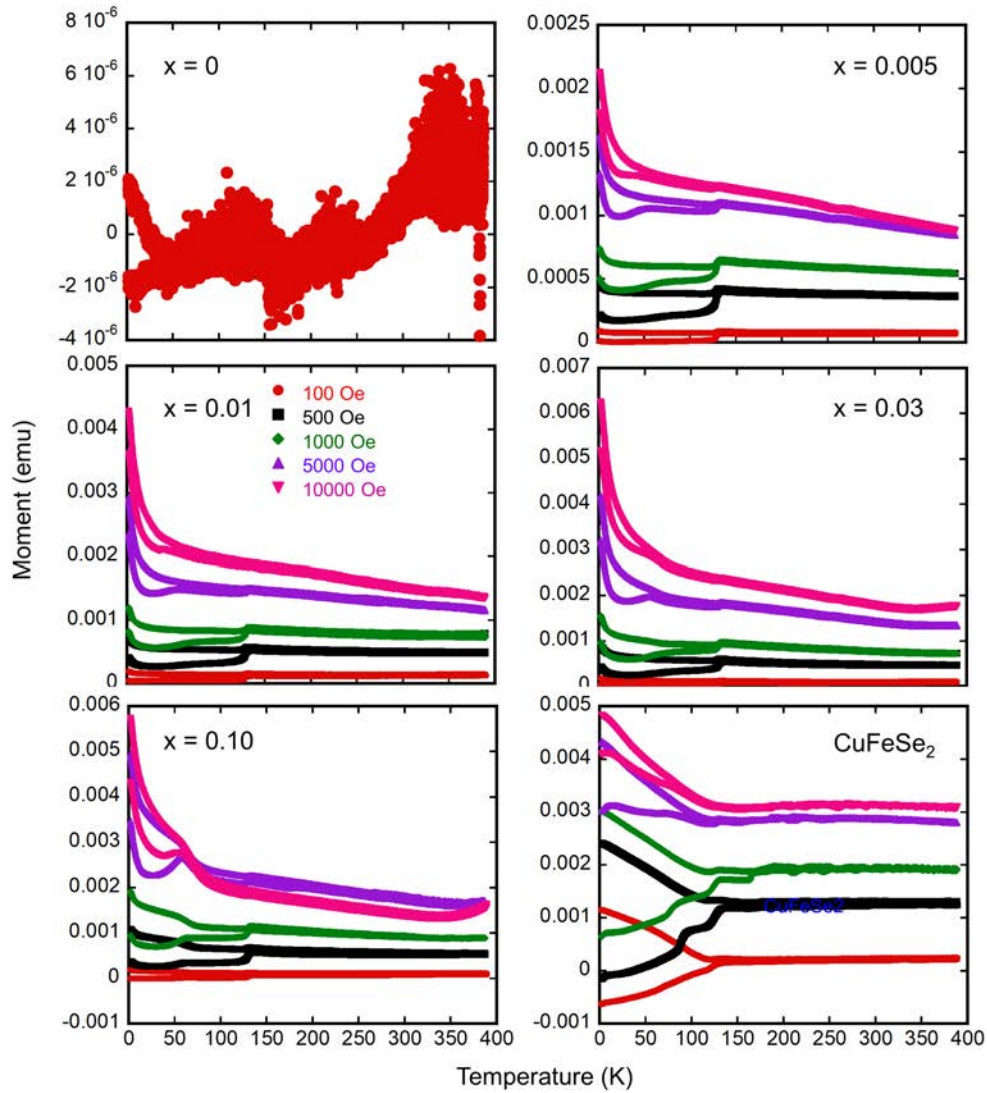 8 10-6
6 10-6
4 10-6
2 10-6
0
-2 10-6
-4 10-6
x = 0
0.0025
0.002
0.0015
0.001
0.0005
0
x = 0.005
0.005
0.004
0.003
0.002
0.001
0
x = 0.01
100 Oe
500 Oe
1000 Oe
5000 Oe
10000 Oe
0.007
0.006
0.005
0.004
0.003
0.002
0.001
0
x = 0.03
Moment (emu)
0.006
0.005
0.004
0.003
0.002
0.001
0
-0.001
x = 0.10
0 50 100 150 200 250 300 350 400
0.005
0.004
0.003
0.002
0.001
0
-0.001
CuFeSe2
CuFeSe2
0 50 100 150 200 250 300 350 400
Temperature (K)